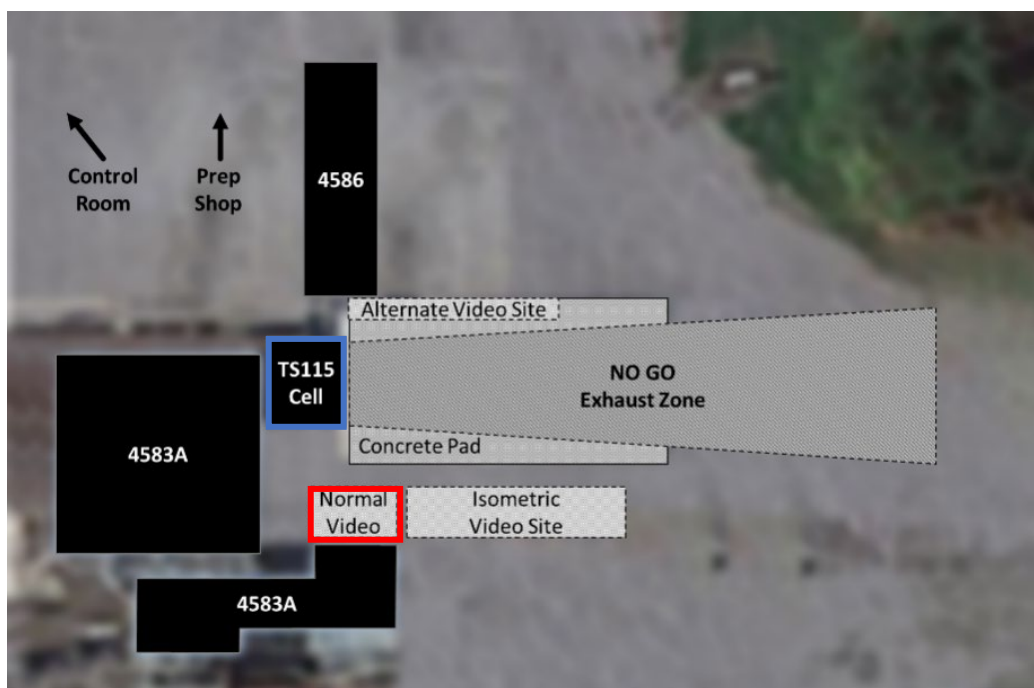 Control
Room
Prep
Shop
4586
Alternate Video Site
TS115
Cell
NO GO
Exhaust Zone
4583A
Concrete Pad
Normal
Video
Isometric
Video Site
4583A